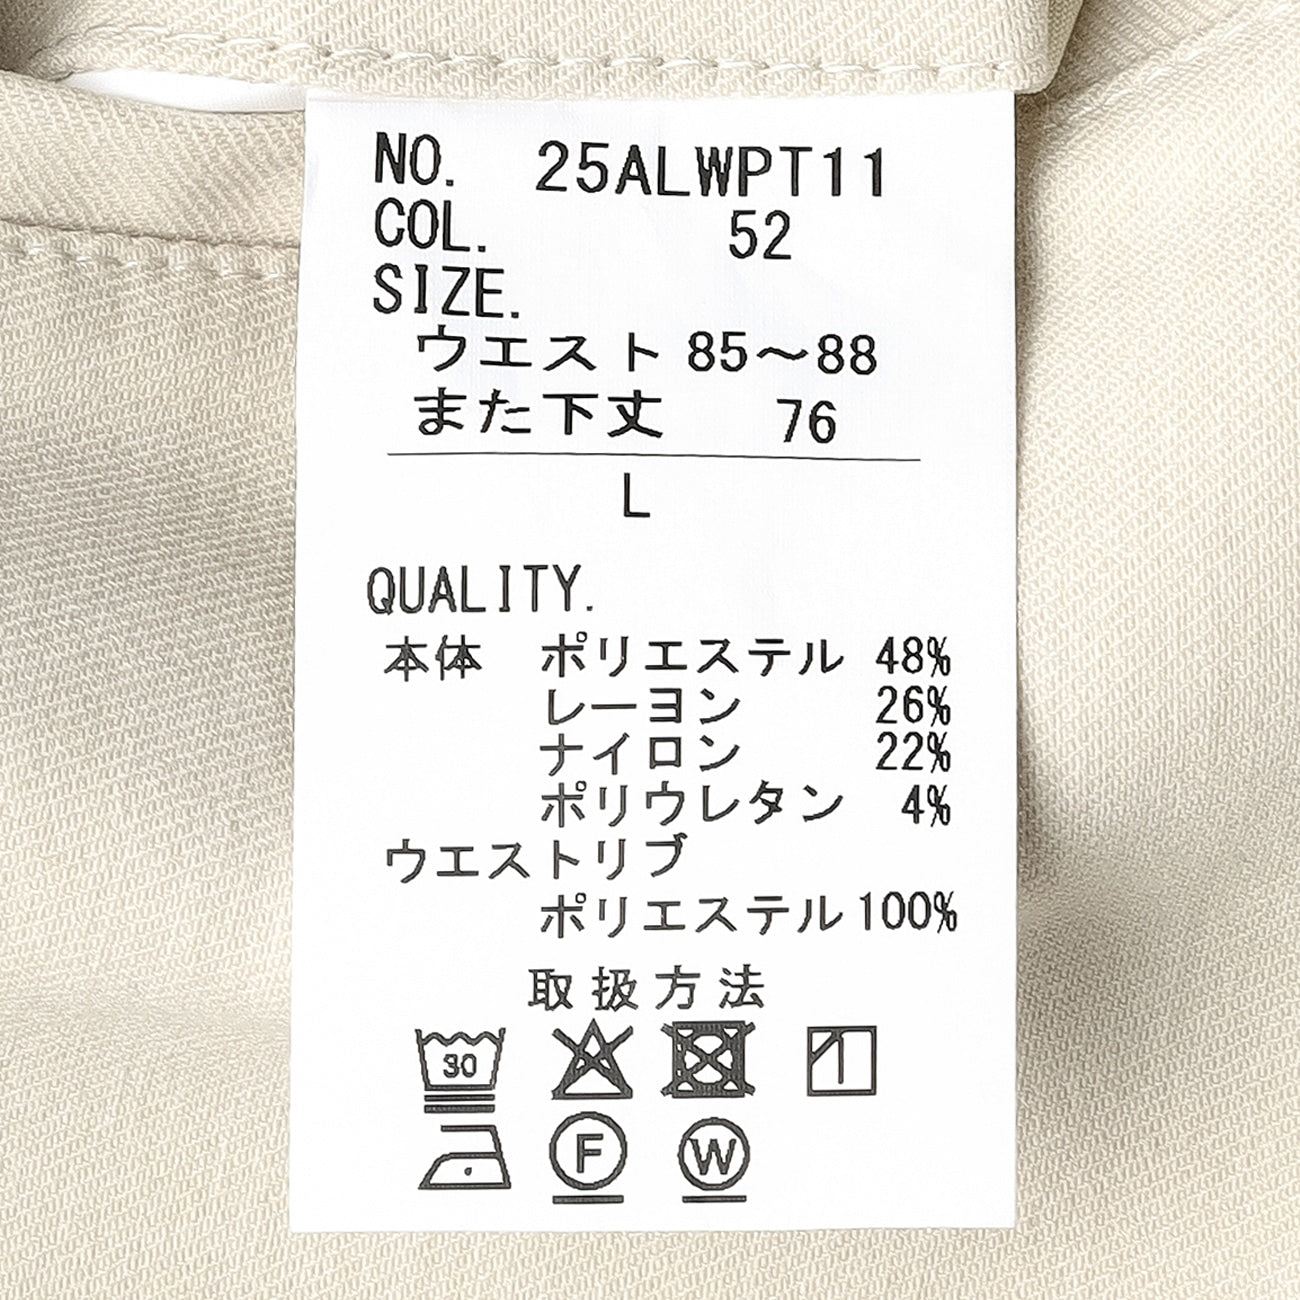 NO. 25ALWPT11
COL. 52
SIZE.
ウエスト 85～88
また下丈 76
L
QUALITY.
本体 ポリエステル 48%
レーヨン 26%
ナイロン 22%
ポリウレタン 4%
ウエストリブ
ポリエステル100%
取扱方法
30
F W